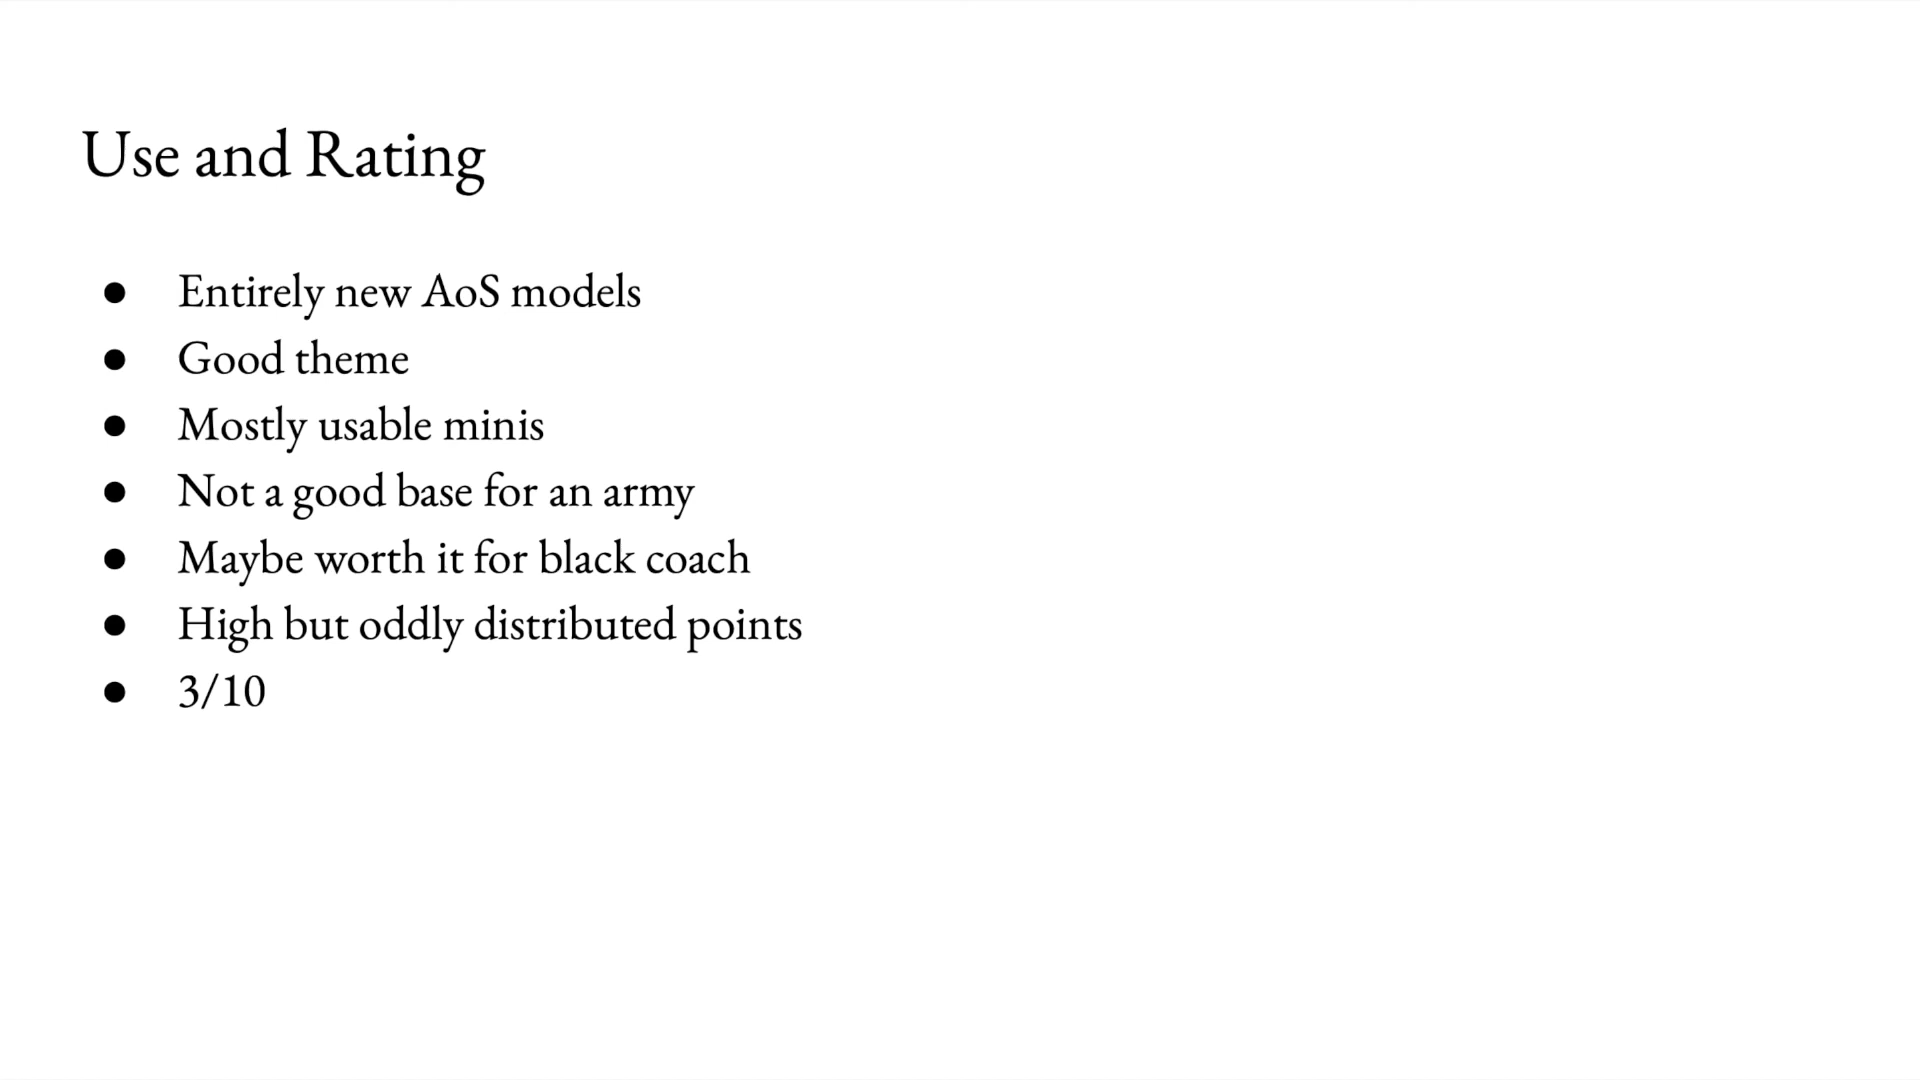 Use and Rating
● Entirely new AoS models
● Good theme
● Mostly usable minis
● Not a good base for an army
● Maybe worth it for black coach
● High but oddly distributed points
● 3/10